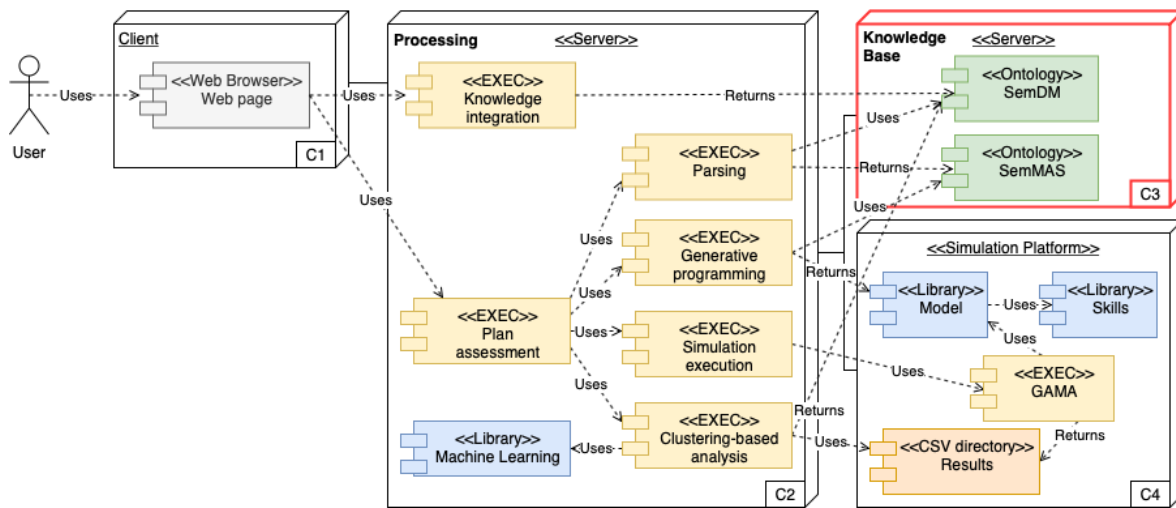 User
Uses
Client
<<Web Browser>>
Web page
C1
Uses
Uses
Processing
<<Server>>
<<EXEC>>
Knowledge
integration
Returns
<<EXEC>>
Parsing
Uses
Returns
<<EXEC>>
Generative
programming
Uses
Returns
<<EXEC>>
Plan
assessment
Uses
Uses
Uses
Uses
<<EXEC>>
Simulation
execution
Uses
<<EXEC>>
Clustering-based
analysis
Returns
Uses
Uses
<<Library>>
Machine Learning
C2
Knowledge
Base
<<Server>>
<<Ontology>>
SemDM
<<Ontology>>
SemMAS
C3
<<Simulation Platform>>
<<Library>>
Model
Uses
<<Library>>
Skills
Uses
<<EXEC>>
GAMA
Returns
<<CSV directory>>
Results
C4